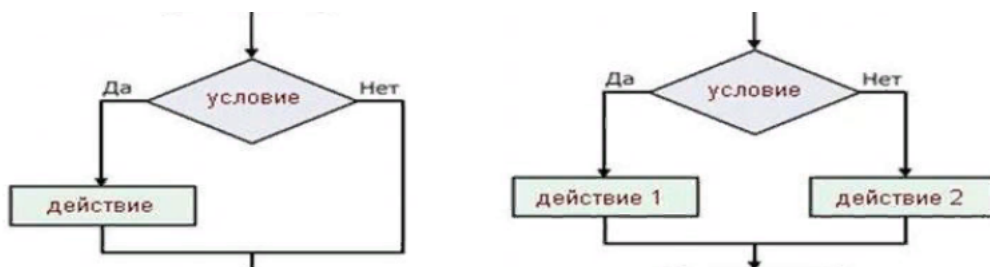 Да
условие
Нет
действие
Да
условие
Нет
действие 1
действие 2